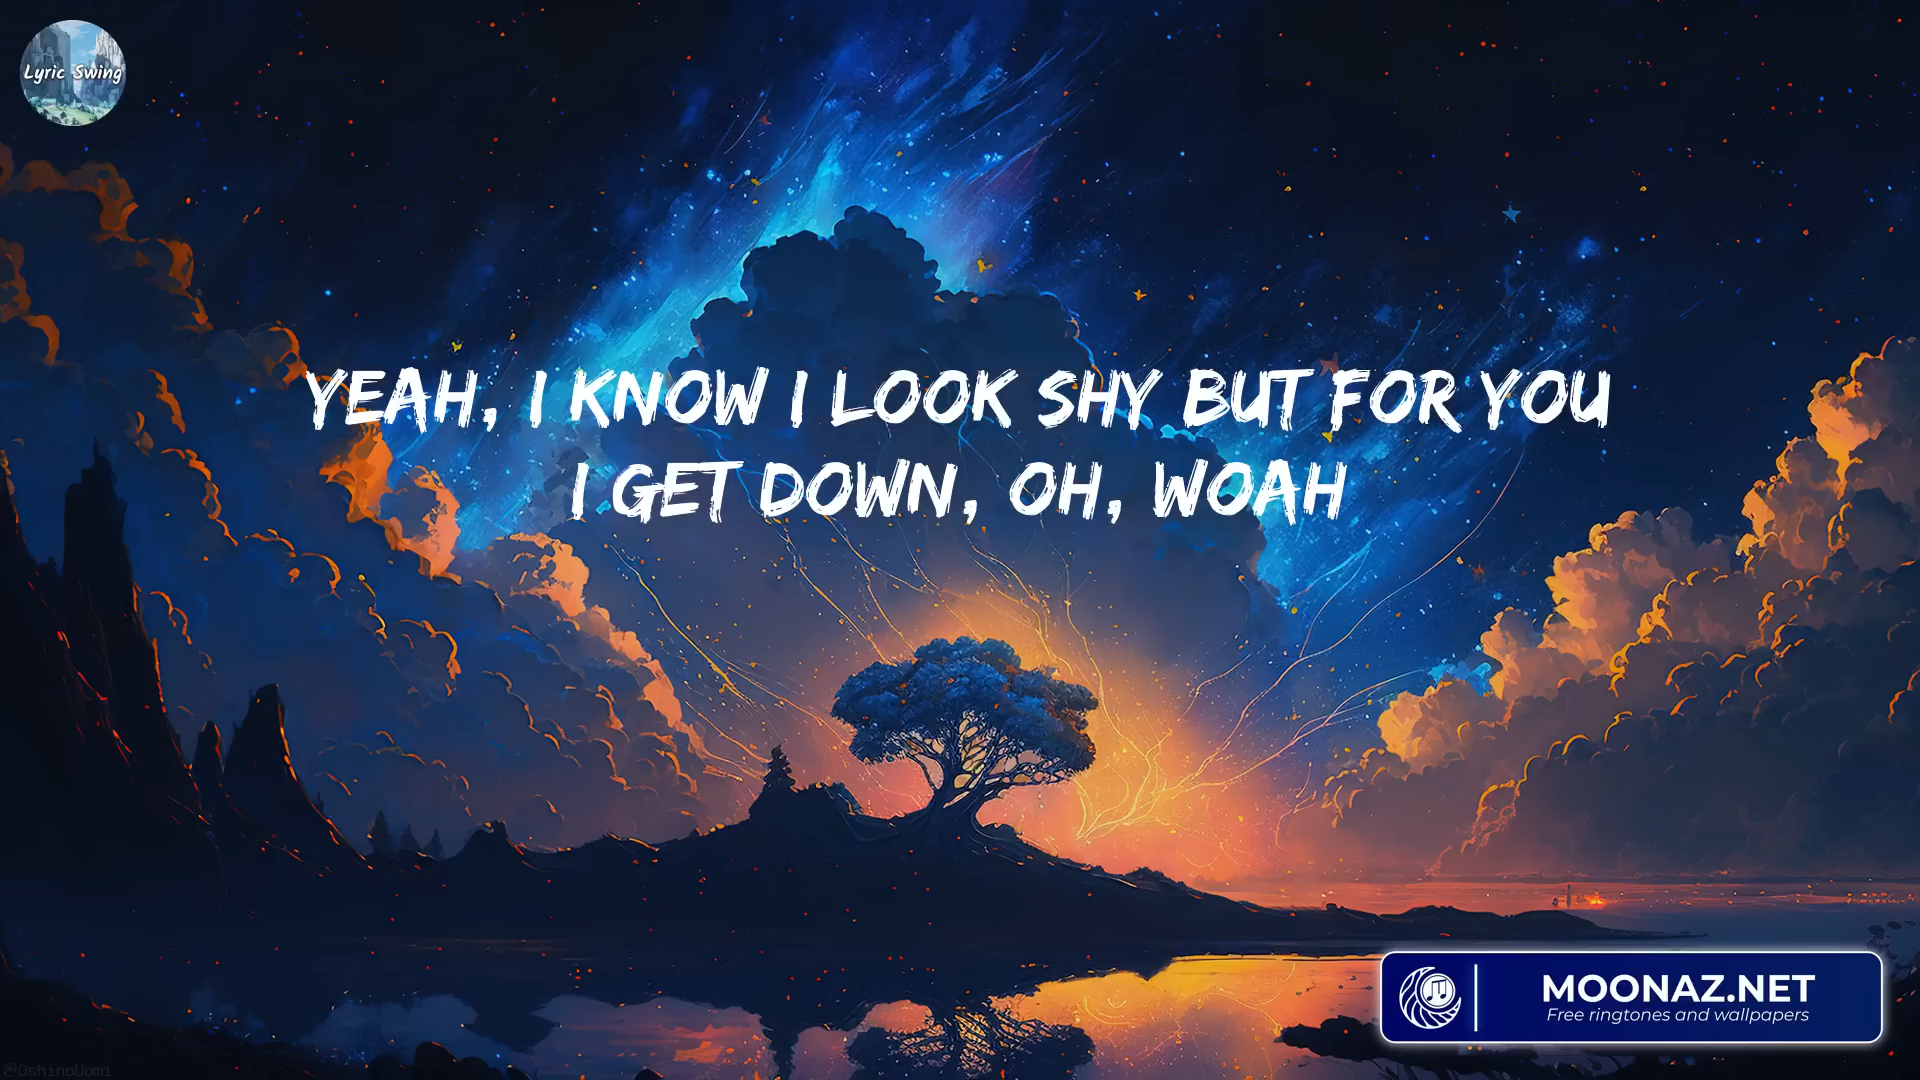 Lyric Swing
YEAH, I KNOW I LOOK SHY BUT FOR YOU
I GET DOWN, OH, WOAH
MOONAZ.NET
Free ringtones and wallpapers
@OshinoUomi